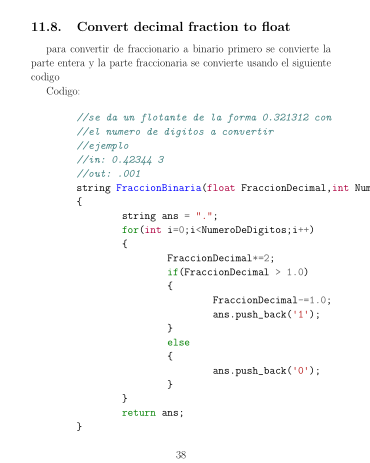 11.8. Convert decimal fraction to float
para convertir de fraccionario a binario primero se convierte la
parte entera y la parte fraccionaria se convierte usando el siguiente
codigo
Codigo:
//se da un flotante de la forma 0.321312 con
//el numero de digitos a convertir
//ejemplo
//in: 0.42344 3
//out: .001
string FraccionBinaria(float FraccionDecimal,int Num
{
string ans = ".";
for(int i=0;i<NumeroDeDigitos;i++)
{
FraccionDecimal*=2;
if(FraccionDecimal > 1.0)
{
FraccionDecimal-=1.0;
ans.push_back('1');
}
else
{
ans.push_back('0');
}
}
return ans;
}
38